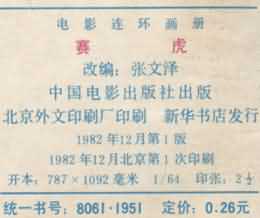 电影连环画册
赛虎
改编：张文泽
中国电影出版社出版
北京外文印刷厂印刷 新华书店发行
1982年12月第1版
1982年12月北京第1次印刷
开本：787×1092毫米 1/64 印张：2½
统一书号：8061·1951 定价：0.26元